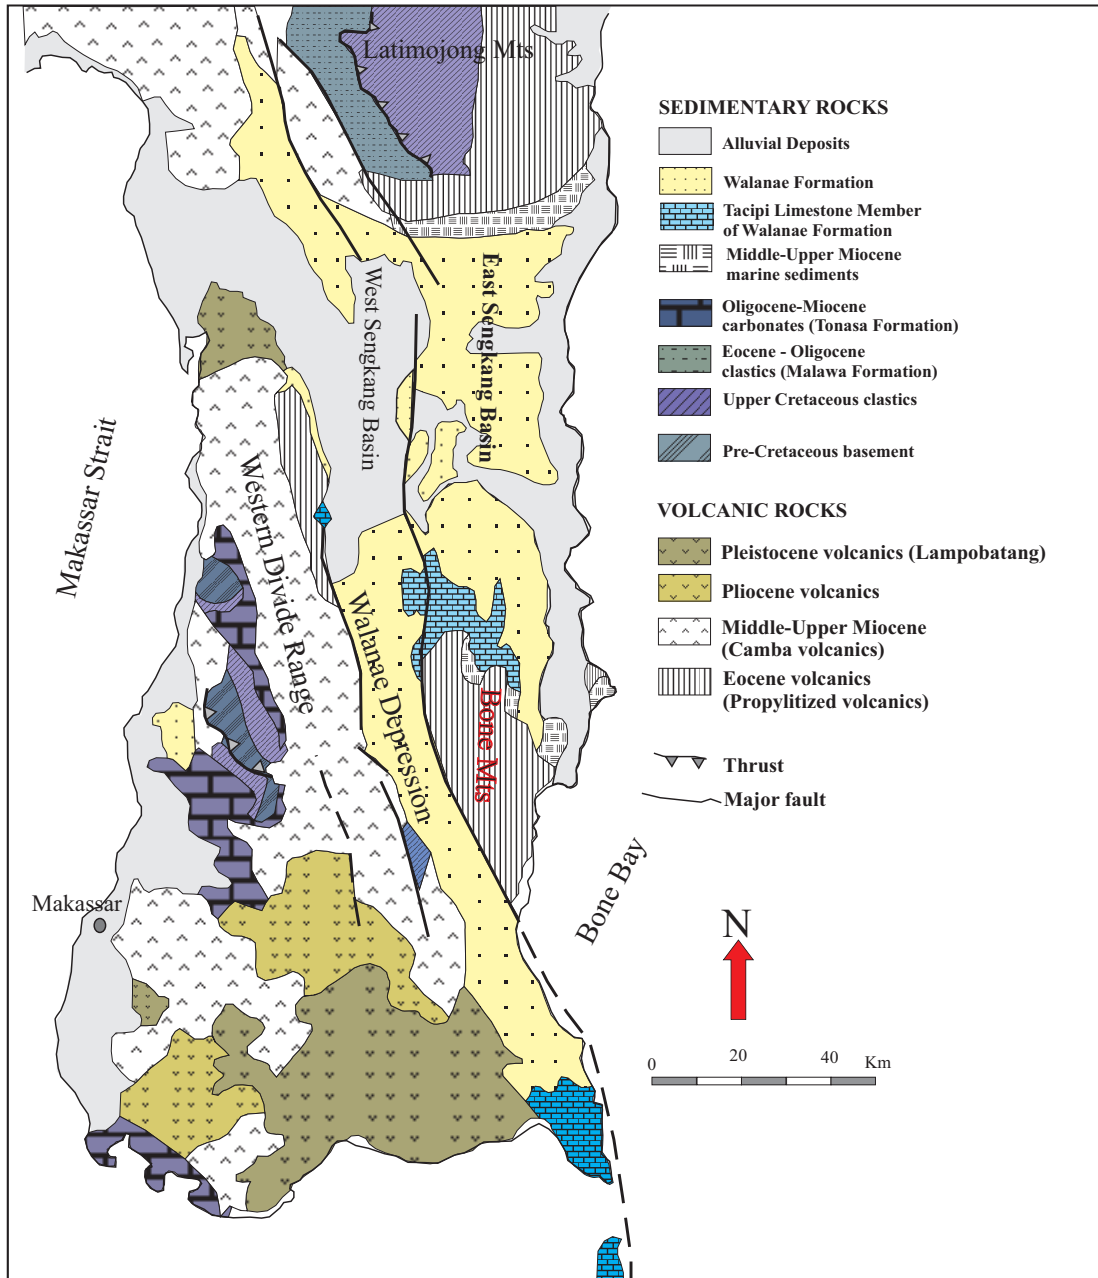 Latimojong Mts
West Sengkang Basin
East Sengkang Basin
Makassar Strait
Western Divide Range
Walanae Depression
Bone Mts
Makassar
Bone Bay
SEDIMENTARY ROCKS
Alluvial Deposits
Walanae Formation
Tacipi Limestone Member
of Walanae Formation
Middle-Upper Miocene
marine sediments
Oligocene-Miocene
carbonates (Tonasa Formation)
Eocene - Oligocene
clastics (Malawa Formation)
Upper Cretaceous clastics
Pre-Cretaceous basement
VOLCANIC ROCKS
Pleistocene volcanics (Lampobatang)
Pliocene volcanics
Middle-Upper Miocene
(Camba volcanics)
Eocene volcanics
(Propylitized volcanics)
Thrust
Major fault
N
0 20 40 Km